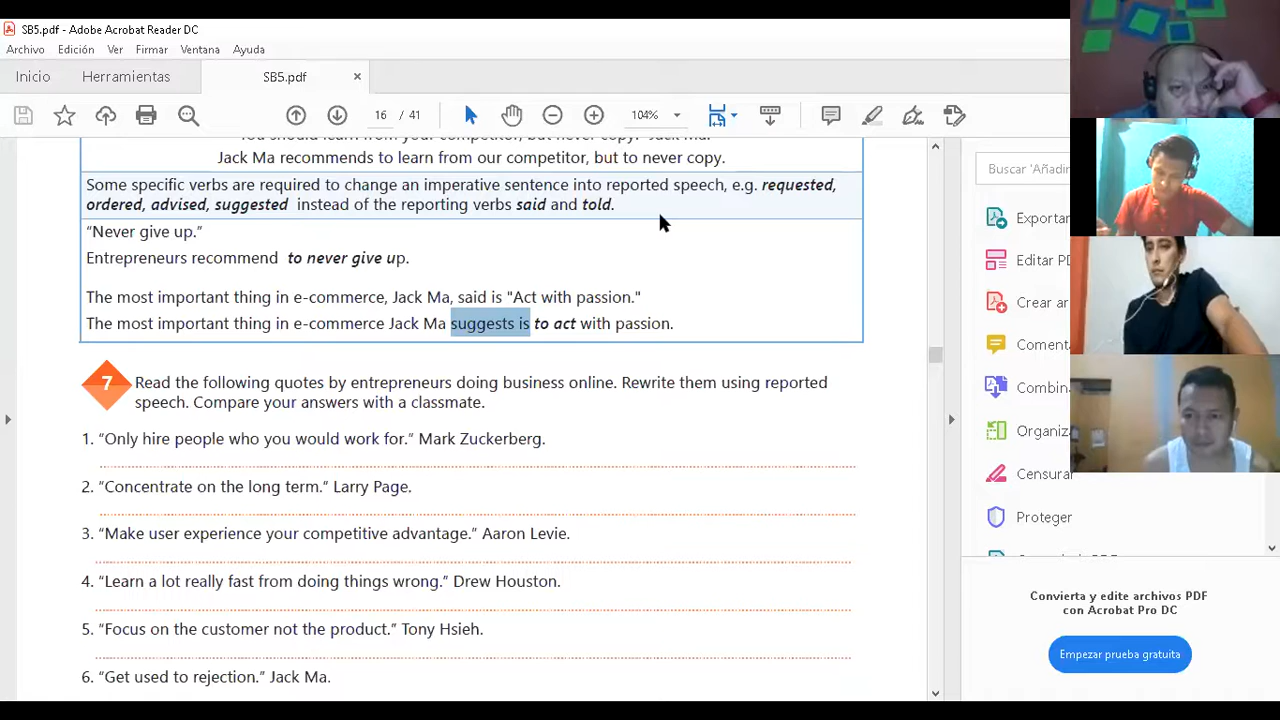 SB5.pdf - Adobe Acrobat Reader DC
Archivo Edición Ver Firmar Ventana Ayuda
Inicio Herramientas SB5.pdf ×
16 / 41 104%
Jack Ma recommends to learn from our competitor, but to never copy.
Some specific verbs are required to change an imperative sentence into reported speech, e.g. requested,
ordered, advised, suggested instead of the reporting verbs said and told.
“Never give up.”
Entrepreneurs recommend to never give up.
The most important thing in e-commerce, Jack Ma, said is "Act with passion."
The most important thing in e-commerce Jack Ma suggests is to act with passion.
7
Read the following quotes by entrepreneurs doing business online. Rewrite them using reported
speech. Compare your answers with a classmate.
1. “Only hire people who you would work for.” Mark Zuckerberg.
2. “Concentrate on the long term.” Larry Page.
3. “Make user experience your competitive advantage.” Aaron Levie.
4. “Learn a lot really fast from doing things wrong.” Drew Houston.
5. “Focus on the customer not the product.” Tony Hsieh.
6. “Get used to rejection.” Jack Ma.
Buscar 'Añadir
Exportar
Editar PD
Crear ar
Comenta
Combina
Organiz
Censurar
Proteger
Convierta y edite archivos PDF
con Acrobat Pro DC
Empezar prueba gratuita